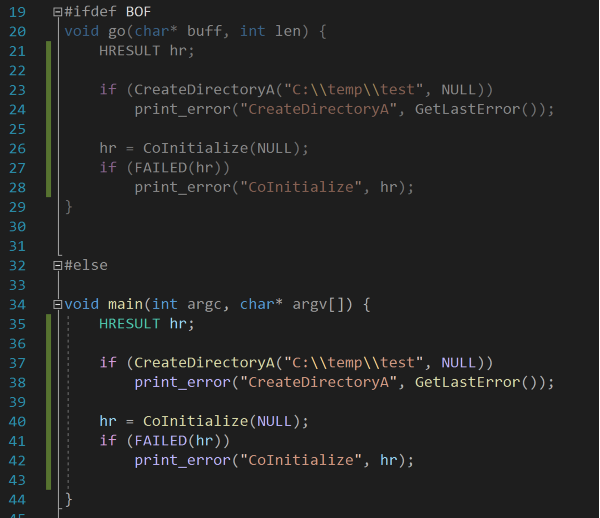 19 #ifdef BOF
20 void go(char* buff, int len) {
21 HRESULT hr;
22
23 if (CreateDirectoryA("C:\\temp\\test", NULL))
24 print_error("CreateDirectoryA", GetLastError());
25
26 hr = CoInitialize(NULL);
27 if (FAILED(hr))
28 print_error("CoInitialize", hr);
29 }
30
31
32 #else
33
34 void main(int argc, char* argv[]) {
35 HRESULT hr;
36
37 if (CreateDirectoryA("C:\\temp\\test", NULL))
38 print_error("CreateDirectoryA", GetLastError());
39
40 hr = CoInitialize(NULL);
41 if (FAILED(hr))
42 print_error("CoInitialize", hr);
43
44 }